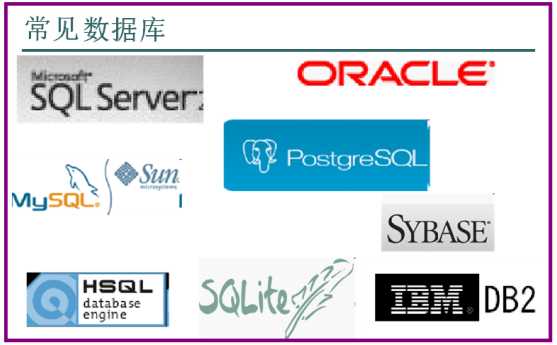 常见数据库
Microsoft
SQL Server
ORACLE
PostgreSQL
MySQL
Sun
microsystems
SYBASE
HSQL
database
engine
SQLite
IBM DB2